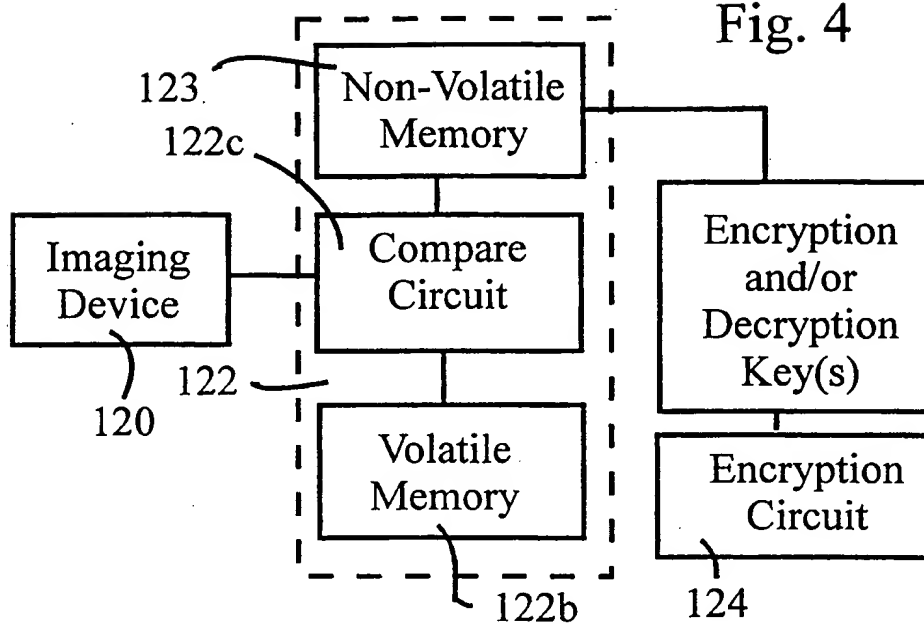 Fig. 4
123
Non-Volatile
Memory
122c
Imaging
Device
120
Compare
Circuit
122
Volatile
Memory
122b
Encryption
and/or
Decryption
Key(s)
Encryption
Circuit
124